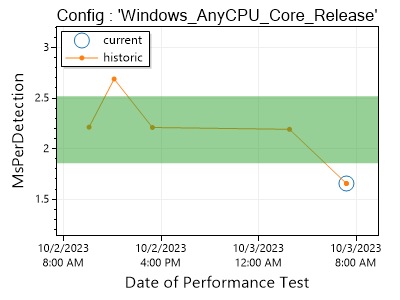 Config : 'Windows_AnyCPU_Core_Release'
current
historic
3
2.5
2
1.5
MsPerDetection
10/2/2023
8:00 AM
10/2/2023
4:00 PM
10/3/2023
12:00 AM
10/3/2023
8:00 AM
Date of Performance Test